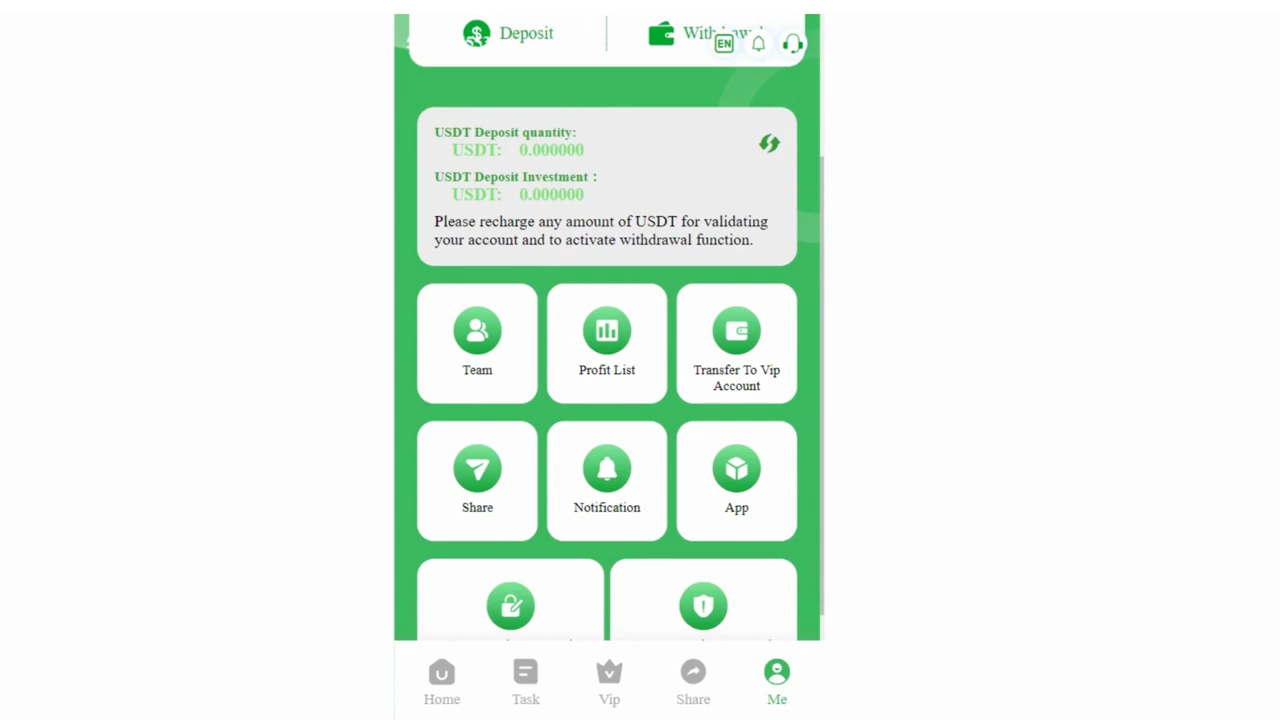 Deposit
EN
USDT Deposit quantity:
USDT: 0.000000
USDT Deposit Investment :
USDT: 0.000000
Please recharge any amount of USDT for validating
your account and to activate withdrawal function.
Team
Profit List
Transfer To Vip
Account
Share
Notification
App
Home
Task
Vip
Share
Me